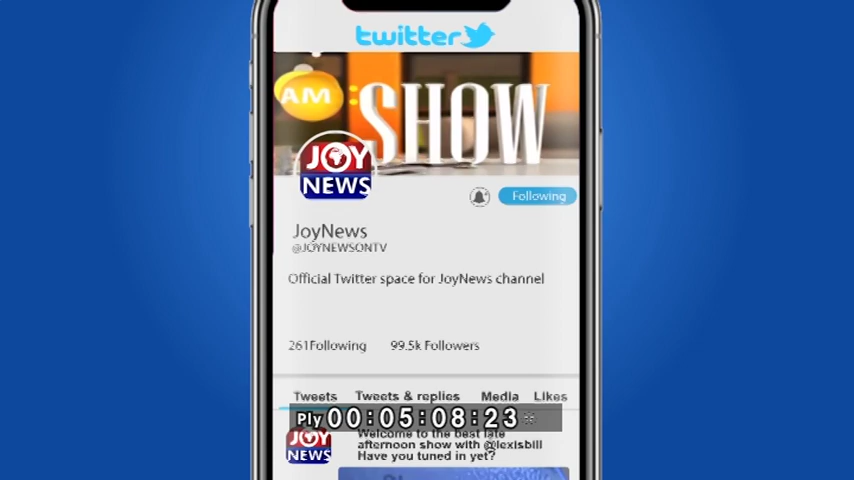 twitter
AM:
SHOW
JOY
NEWS
Following
JoyNews
@JOYNEWSONTV
Official Twitter space for JoyNews channel
261Following 99.5k Followers
Tweets Tweets & replies Media Likes
Ply 00:05:08:23
JOY
NEWS
Welcome to the best late
afternoon show with @lexisbill
Have you tuned in yet?